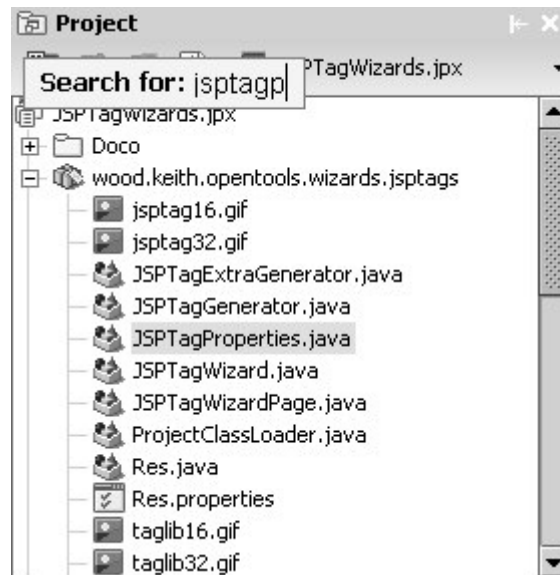 Project
TagWizards.jpx
Search for: jsptagp
JSPTagWizards.jpx
Doco
wood.keith.opentools.wizards.jsptags
jsptag16.gif
jsptag32.gif
JSPTagExtraGenerator.java
JSPTagGenerator.java
JSPTagProperties.java
JSPTagWizard.java
JSPTagWizardPage.java
ProjectClassLoader.java
Res.java
Res.properties
taglib16.gif
taglib32.gif